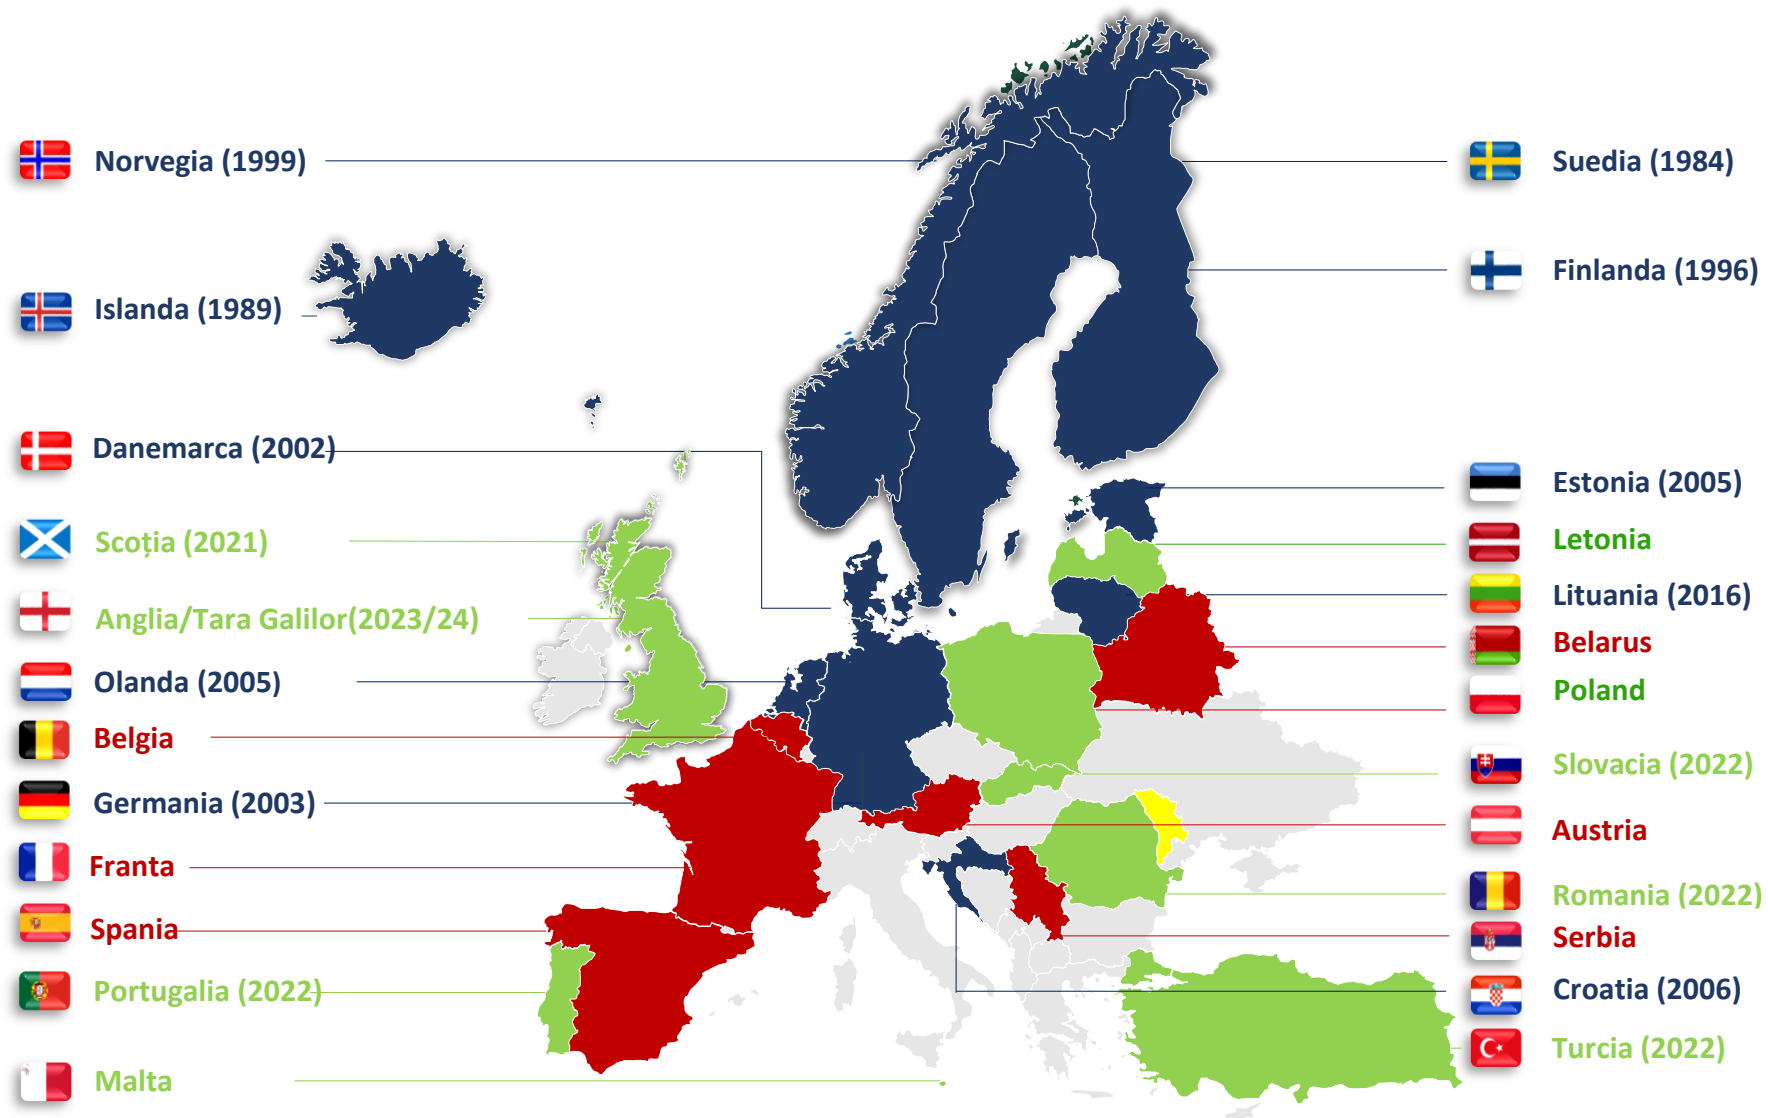 Norvegia (1999)
Islanda (1989)
Danemarca (2002)
Scoția (2021)
Anglia/Tara Galilor(2023/24)
Olanda (2005)
Belgia
Germania (2003)
Franta
Spania
Portugalia (2022)
Malta
Suedia (1984)
Finlanda (1996)
Estonia (2005)
Letonia
Lituania (2016)
Belarus
Poland
Slovacia (2022)
Austria
Romania (2022)
Serbia
Croatia (2006)
Turcia (2022)